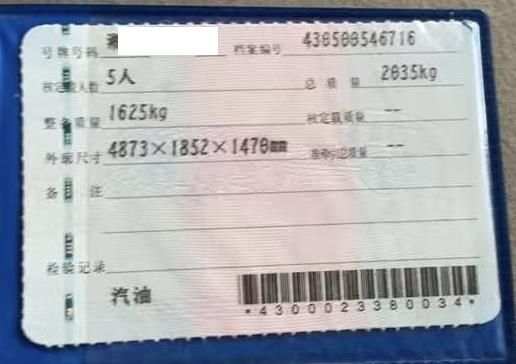 号牌号码 档案编号 430500546716
核定载人数 5人 总质量 2035kg
整备质量 1625kg 核定载质量 --
外廓尺寸 4873×1852×1470mm 准牵引总质量 --
备注
检验记录
汽油
*4300023380034*